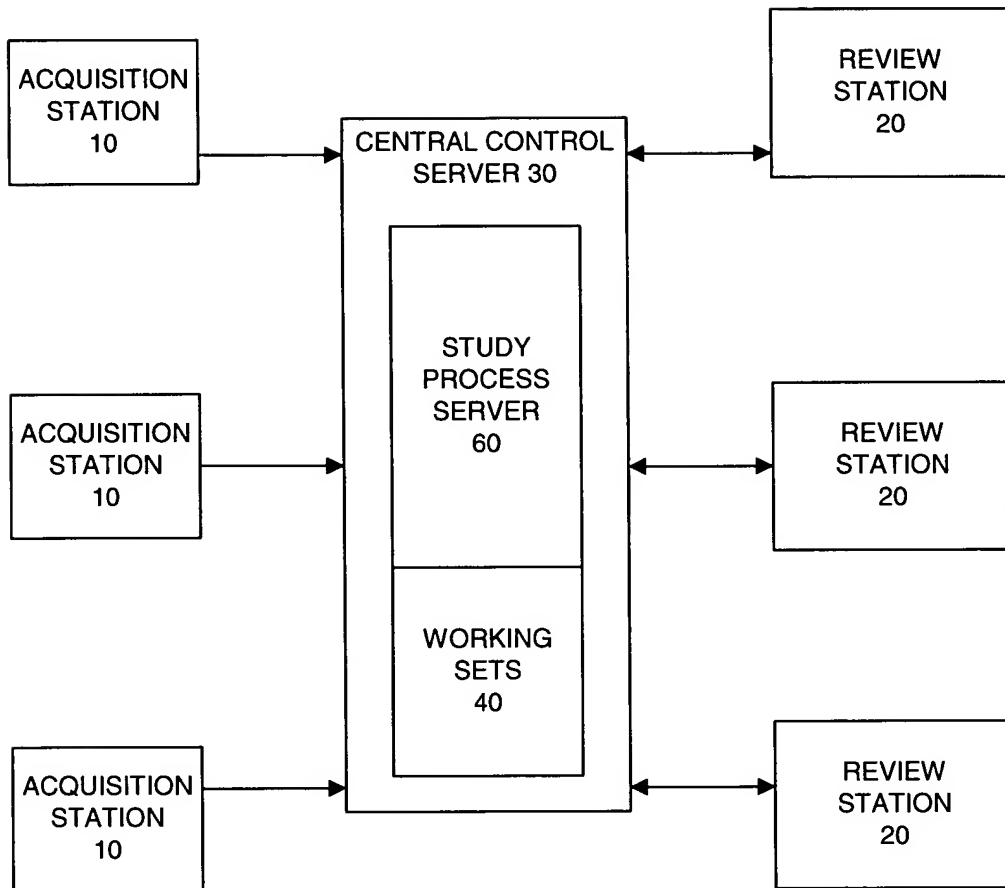 ACQUISITION
STATION
10
REVIEW
STATION
20
CENTRAL CONTROL
SERVER 30
STUDY
PROCESS
SERVER
60
ACQUISITION
STATION
10
REVIEW
STATION
20
WORKING
SETS
40
ACQUISITION
STATION
10
REVIEW
STATION
20